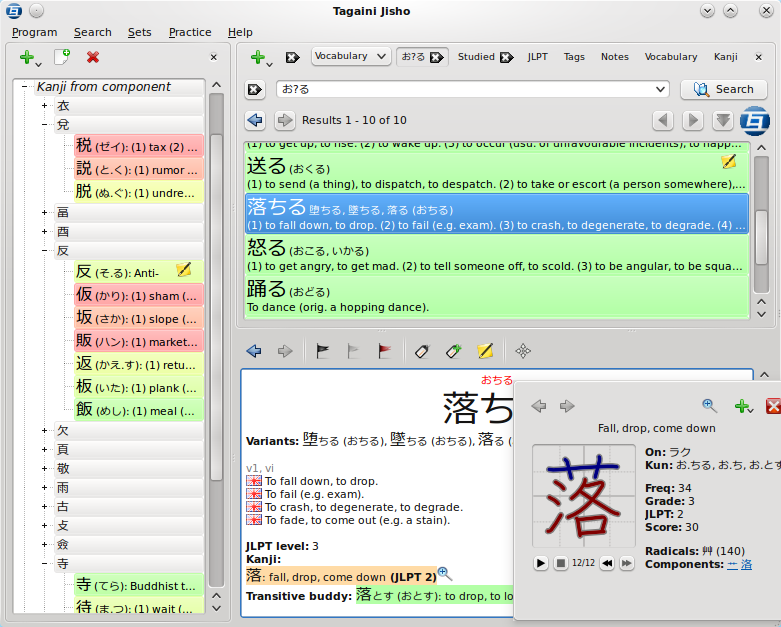 Tagaini Jisho
Program Search Sets Practice Help
Kanji from component
衣
兌
税 (ゼイ): (1) tax (2) ...
説 (と.く): (1) rumor ...
脱 (ぬ.ぐ): (1) undre...
畐
酉
反
反 (そ.る): Anti-
仮 (かり): (1) sham (...
坂 (さか): (1) slope (...
販 (ハン): (1) market...
返 (かえ.す): (1) retu...
板 (いた): (1) plank (...
飯 (めし): (1) meal (...
欠
頁
敬
雨
古
支
僉
寺
寺 (てら): Buddhist t...
待 (ま.つ): (1) wait (...
Vocabulary お?る Studied JLPT Tags Notes Vocabulary Kanji
お?る Search
Results 1 - 10 of 10
(1) to get up, to rise. (2) to wake up. (3) to occur (usu. of unfavourable incidents), to happ...
送る (おくる)
(1) to send (a thing), to dispatch, to despatch. (2) to take or escort (a person somewhere),...
落ちる 堕ちる, 墜ちる, 落る (おちる)
(1) to fall down, to drop. (2) to fail (e.g. exam). (3) to crash, to degenerate, to degrade. (4) ...
怒る (おこる, いかる)
(1) to get angry, to get mad. (2) to tell someone off, to scold. (3) to be angular, to be squa...
踊る (おどる)
To dance (orig. a hopping dance).
おちる
落ち
Variants: 堕ちる (おちる), 墜ちる (おちる), 落る (
v1, vi
To fall down, to drop.
To fail (e.g. exam).
To crash, to degenerate, to degrade.
To fade, to come out (e.g. a stain).
JLPT level: 3
Kanji:
落: fall, drop, come down (JLPT 2)
Transitive buddy: 落とす (おとす): to drop, to lo
Fall, drop, come down
落
12/12
On: ラク
Kun: お.ちる, お.ち, お.とす
Freq: 34
Grade: 3
JLPT: 2
Score: 30
Radicals: 艸 (140)
Components: 艹 洛